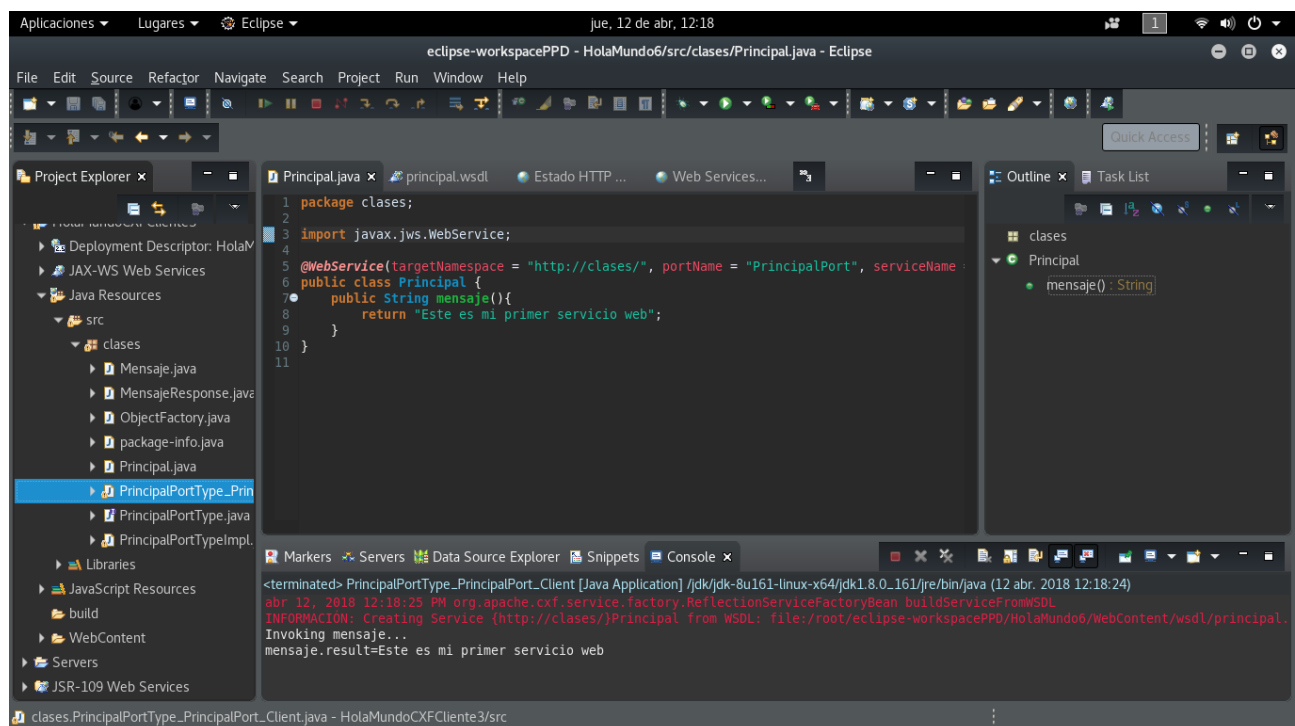 Aplicaciones Lugares Eclipse jue, 12 de abr, 12:18 1
eclipse-workspacePPD - HolaMundo6/src/clases/Principal.java - Eclipse
File Edit Source Refactor Navigate Search Project Run Window Help
Quick Access
Project Explorer
Deployment Descriptor: HolaM
JAX-WS Web Services
Java Resources
src
clases
Mensaje.java
MensajeResponse.java
ObjectFactory.java
package-info.java
Principal.java
PrincipalPortType_Prin
PrincipalPortType.java
PrincipalPortTypeImpl.
Libraries
JavaScript Resources
build
WebContent
Servers
JSR-109 Web Services
Principal.java principal.wsdl Estado HTTP ... Web Services... »3
1 package clases;
2
3 import javax.jws.WebService;
4
5 @WebService(targetNamespace = "http://clases/", portName = "PrincipalPort", serviceName =
6 public class Principal {
7 public String mensaje(){
8 return "Este es mi primer servicio web";
9 }
10 }
11
Outline Task List
clases
Principal
mensaje() : String
Markers Servers Data Source Explorer Snippets Console
<terminated> PrincipalPortType_PrincipalPort_Client [Java Application] /jdk/jdk-8u161-linux-x64/jdk1.8.0_161/jre/bin/java (12 abr. 2018 12:18:24)
abr 12, 2018 12:18:25 PM org.apache.cxf.service.factory.ReflectionServiceFactoryBean buildServiceFromWSDL
INFORMACIÓN: Creating Service {http://clases/}Principal from WSDL: file:/root/eclipse-workspacePPD/HolaMundo6/WebContent/wsdl/principal.
Invoking mensaje...
mensaje.result=Este es mi primer servicio web
clases.PrincipalPortType_PrincipalPort_Client.java - HolaMundoCXFCliente3/src